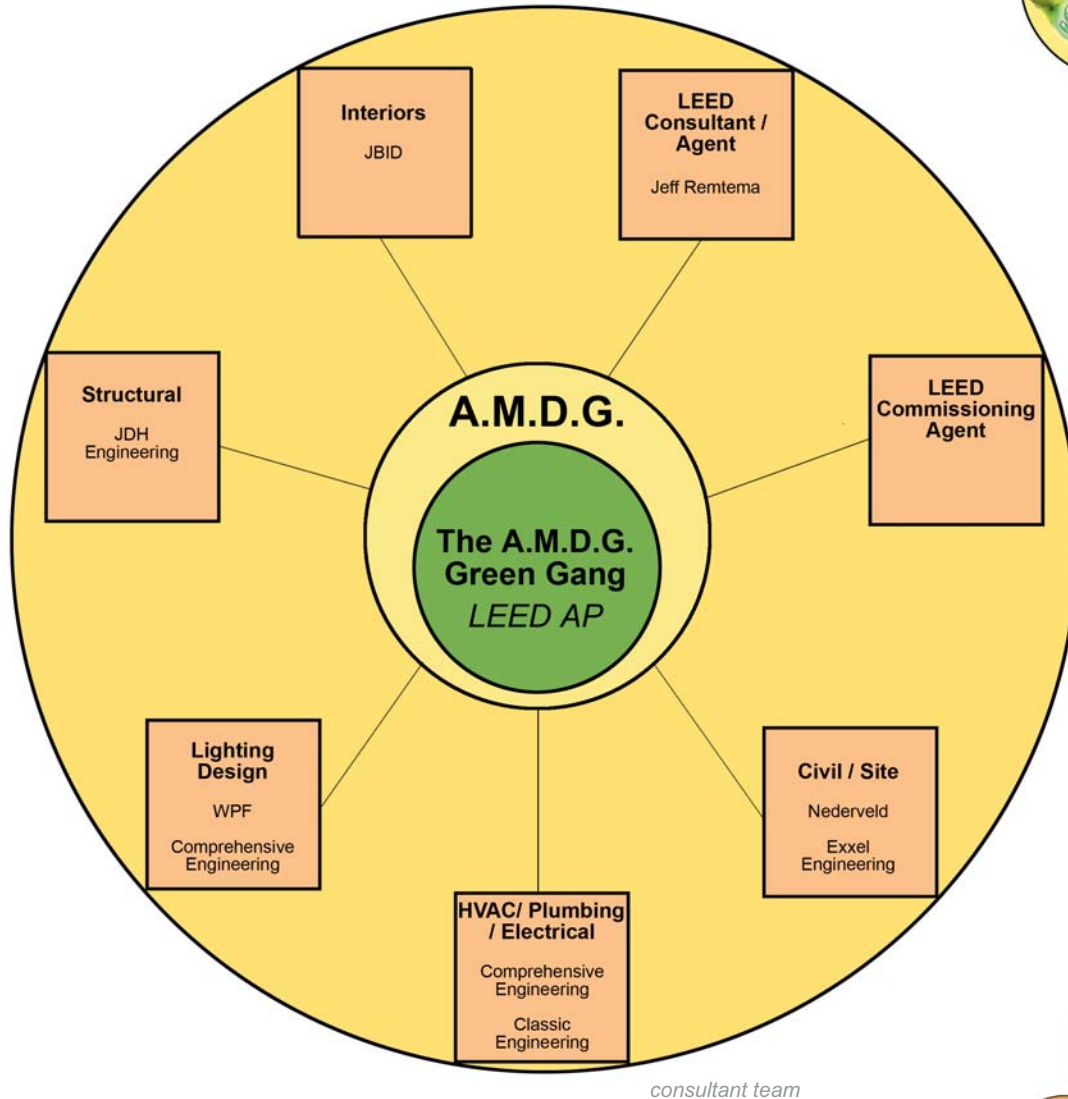 Interiors
JBID
LEED
Consultant /
Agent
Jeff Remtema
Structural
JDH
Engineering
LEED
Commissioning
Agent
A.M.D.G.
The A.M.D.G.
Green Gang
LEED AP
Lighting
Design
WPF
Comprehensive
Engineering
Civil / Site
Nederveld
Exxel
Engineering
HVAC/ Plumbing
/ Electrical
Comprehensive
Engineering
Classic
Engineering
consultant team